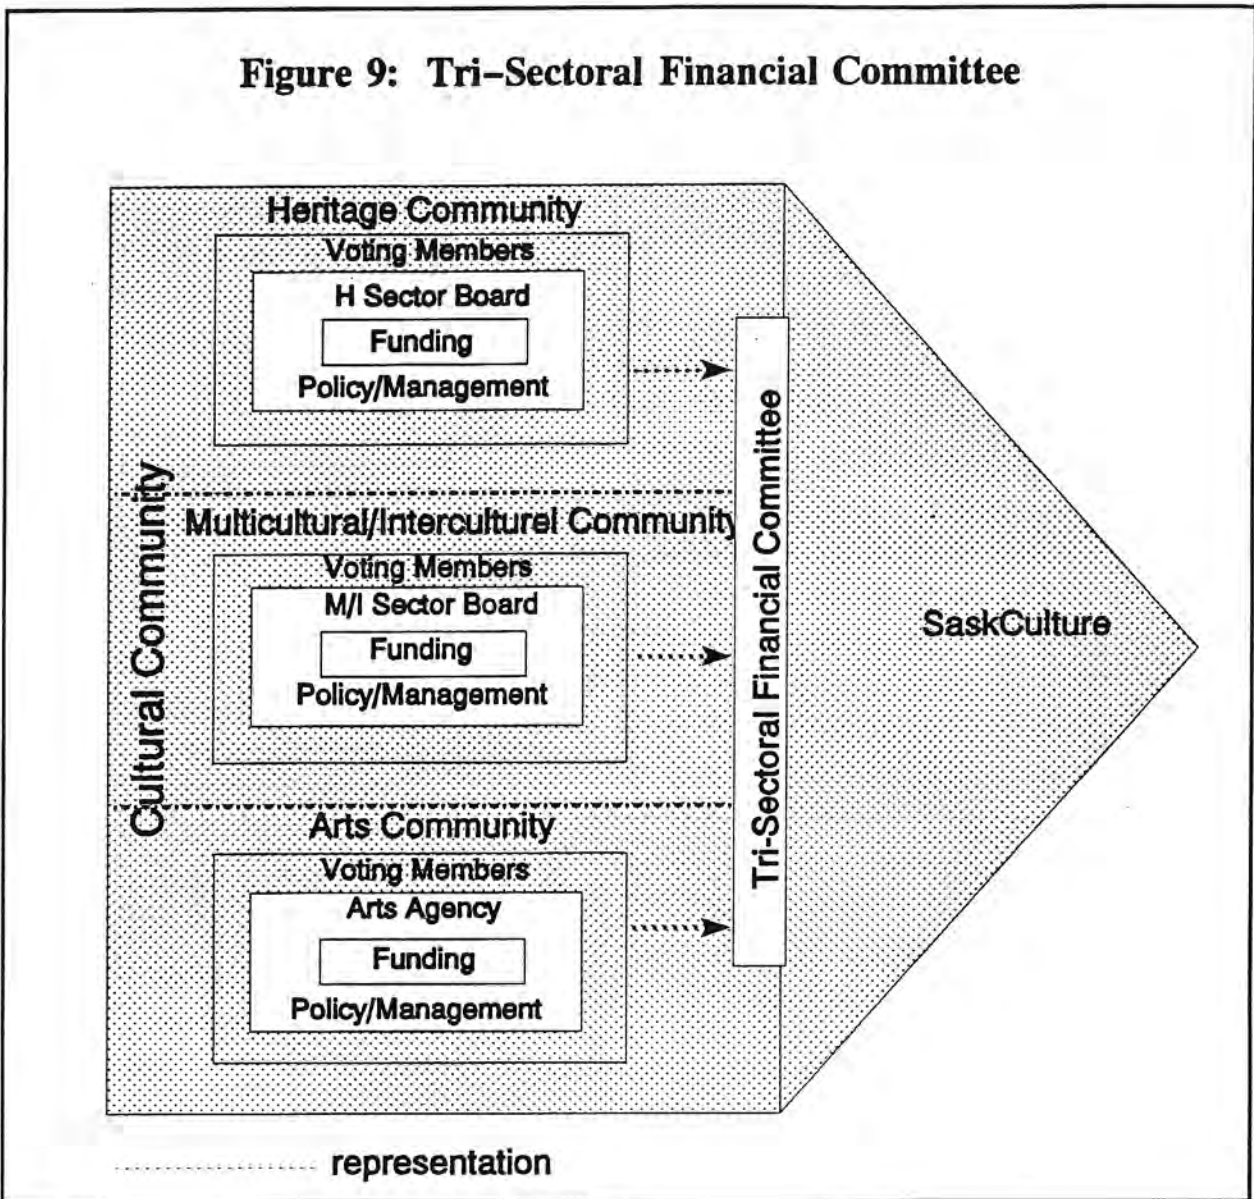 Figure 9: Tri-Sectoral Financial Committee
Cultural Community
Heritage Community
Voting Members
H Sector Board
Funding
Policy/Management
Multicultural/Interculturel Community
Voting Members
M/I Sector Board
Funding
Policy/Management
Arts Community
Voting Members
Arts Agency
Funding
Policy/Management
Tri-Sectoral Financial Committee
SaskCulture
representation